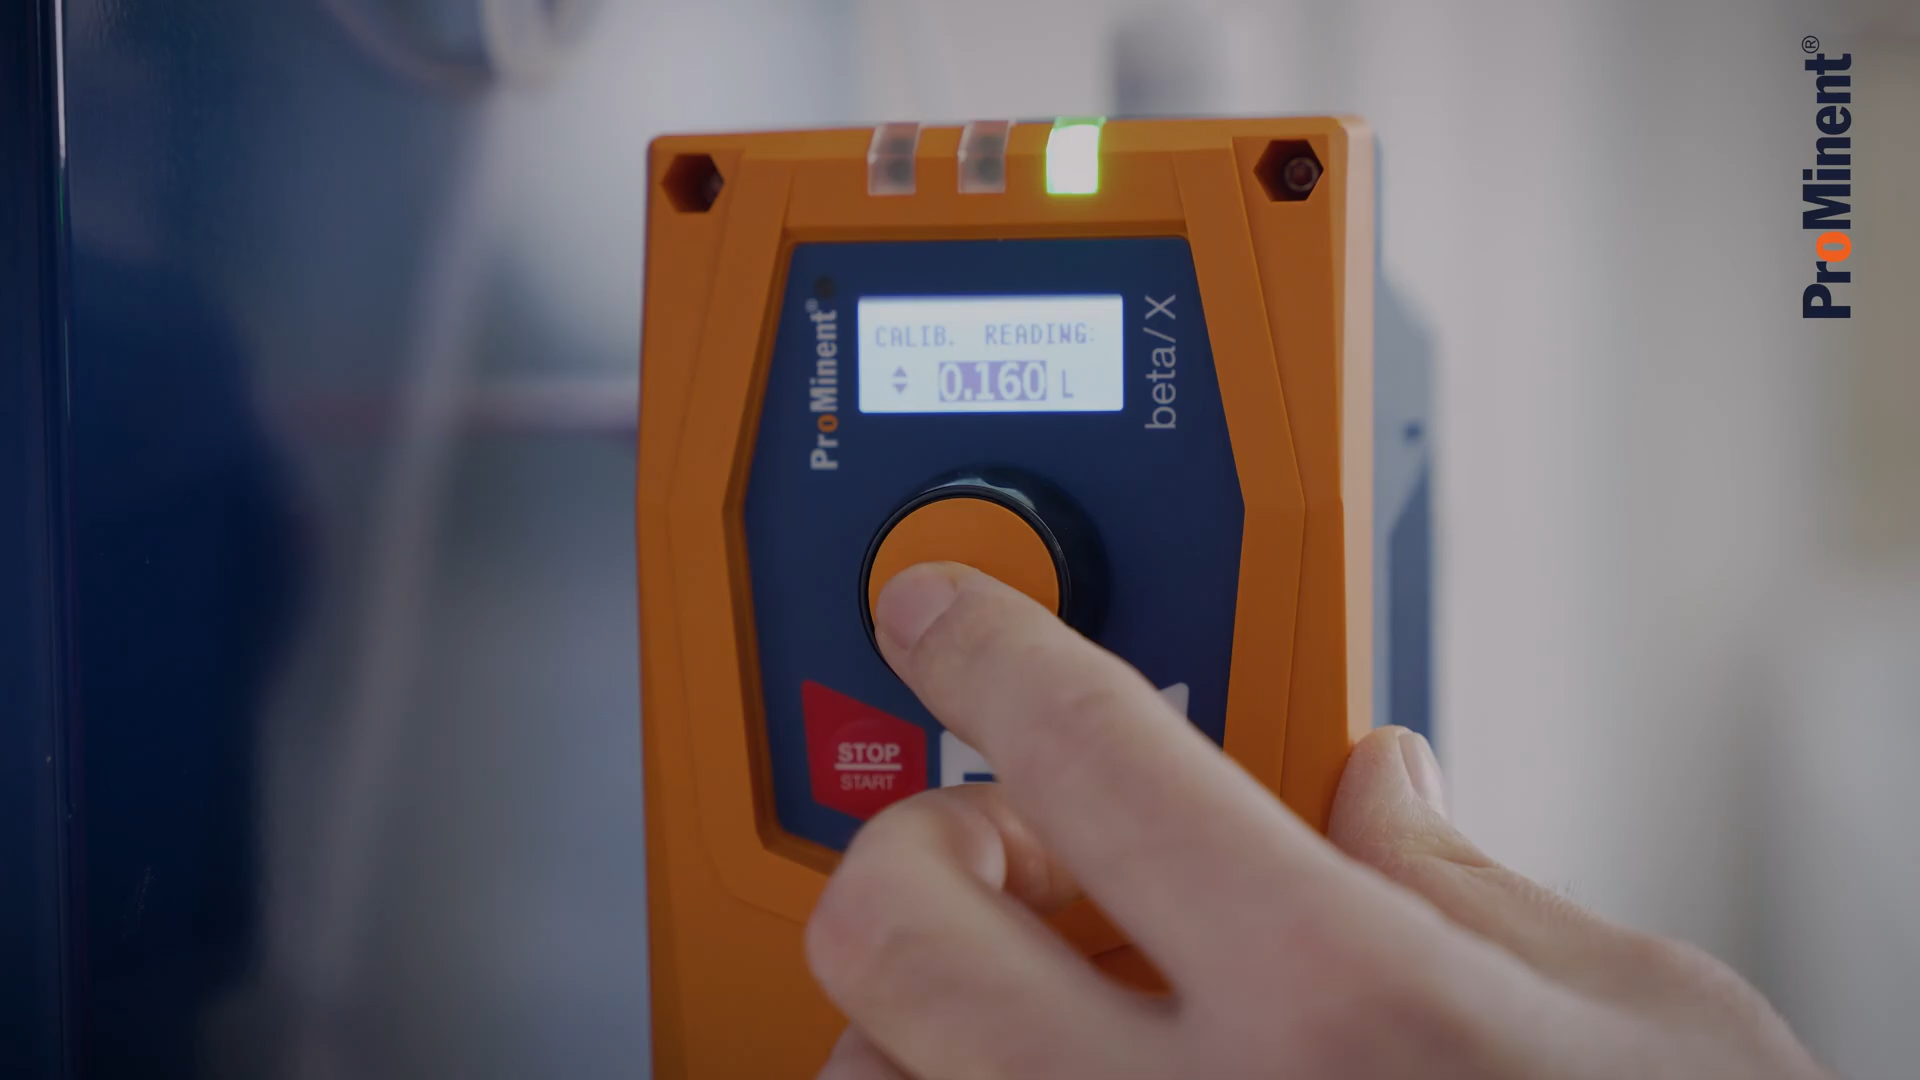 ProMinent®
CALIB. READING:
0.160 L
ProMinent®
beta/X
STOP
START